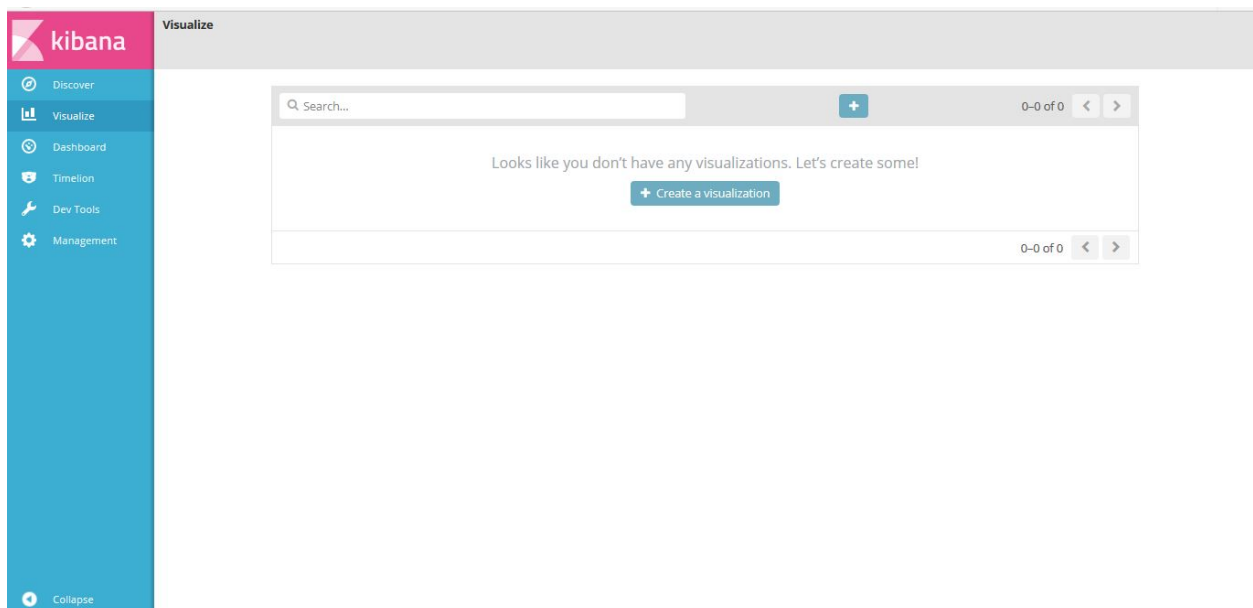 kibana
Visualize
Discover
Visualize
Dashboard
Timelion
Dev Tools
Management
Collapse
Search...
0–0 of 0
Looks like you don’t have any visualizations. Let’s create some!
Create a visualization
0–0 of 0